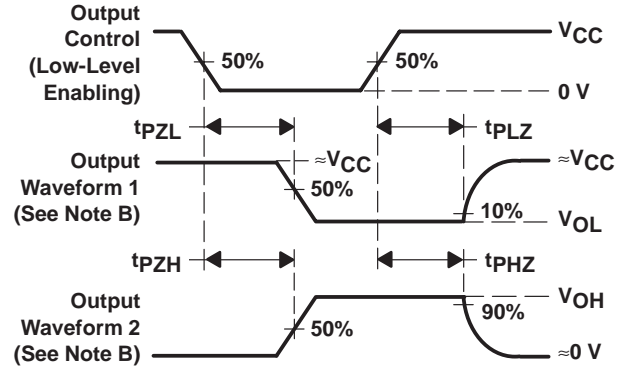 Output
Control
(Low-Level
Enabling)
50%
50%
VCC
0 V
tPZL
tPLZ
Output
Waveform 1
(See Note B)
≈VCC
50%
10%
≈VCC
VOL
tPZH
tPHZ
Output
Waveform 2
(See Note B)
50%
90%
VOH
≈0 V